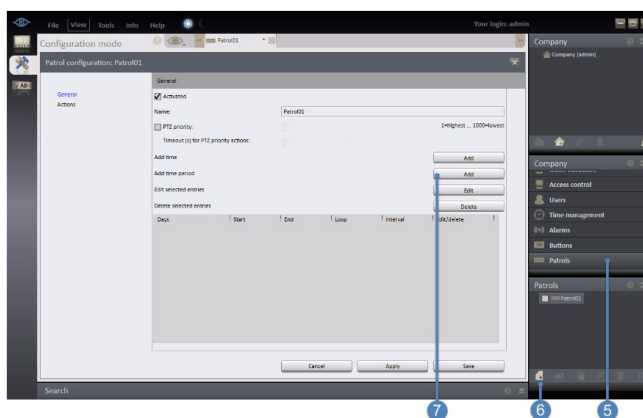 File View Tools Info Help Your login: admin
Configuration mode Patrol01 * Company
Patrol configuration: Patrol01 Company (admin)
General
General Activated
Actions Name: Patrol01
PTZ priority: 1=Highest ... 1000=lowest
Timeout (s) for PTZ priority actions:
Add time Add
Add time period Add
Edit selected entries Edit
Delete selected entries Delete
Days Start End Loop Interval Edit/delete
Cancel Apply Save
Search
All
Company
Access control
Users
Time management
Alarms
Buttons
Patrols
Patrols
Patrol01
7 6 5